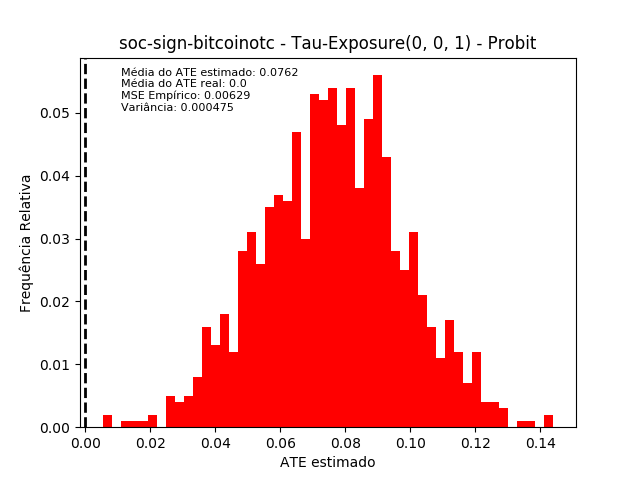 soc-sign-bitcoinotc - Tau-Exposure(0, 0, 1) - Probit
Média do ATE estimado: 0.0762
Média do ATE real: 0.0
MSE Empírico: 0.00629
Variância: 0.000475
Frequência Relativa
0.05
0.04
0.03
0.02
0.01
0.00
0.00 0.02 0.04 0.06 0.08 0.10 0.12 0.14
ATE estimado